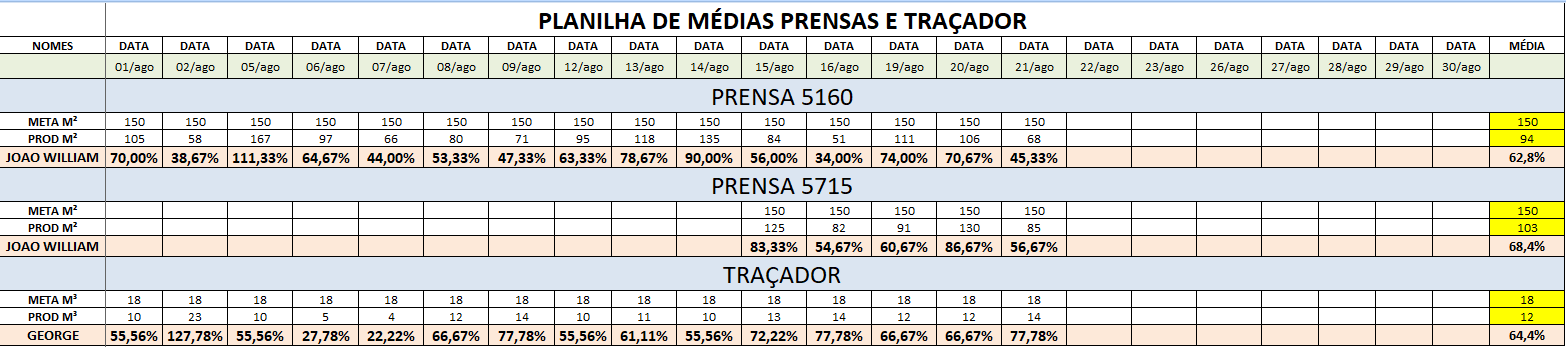 PLANILHA DE MÉDIAS PRENSAS E TRAÇADOR
NOMES DATA DATA DATA DATA DATA DATA DATA DATA DATA DATA DATA DATA DATA DATA DATA DATA DATA DATA DATA DATA DATA DATA MÉDIA
01/ago 02/ago 05/ago 06/ago 07/ago 08/ago 09/ago 12/ago 13/ago 14/ago 15/ago 16/ago 19/ago 20/ago 21/ago 22/ago 23/ago 26/ago 27/ago 28/ago 29/ago 30/ago
PRENSA 5160
META M² 150 150 150 150 150 150 150 150 150 150 150 150 150 150 150 150
PROD M² 105 58 167 97 66 80 71 95 118 135 84 51 111 106 68 94
JOAO WILLIAM 70,00% 38,67% 111,33% 64,67% 44,00% 53,33% 47,33% 63,33% 78,67% 90,00% 56,00% 34,00% 74,00% 70,67% 45,33% 62,8%
PRENSA 5715
META M² 150 150 150 150 150 150
PROD M² 125 82 91 130 85 103
JOAO WILLIAM 83,33% 54,67% 60,67% 86,67% 56,67% 68,4%
TRAÇADOR
META M³ 18 18 18 18 18 18 18 18 18 18 18 18 18 18 18 18
PROD M³ 10 23 10 5 4 12 14 10 11 10 13 14 12 12 14 12
GEORGE 55,56% 127,78% 55,56% 27,78% 22,22% 66,67% 77,78% 55,56% 61,11% 55,56% 72,22% 77,78% 66,67% 66,67% 77,78% 64,4%